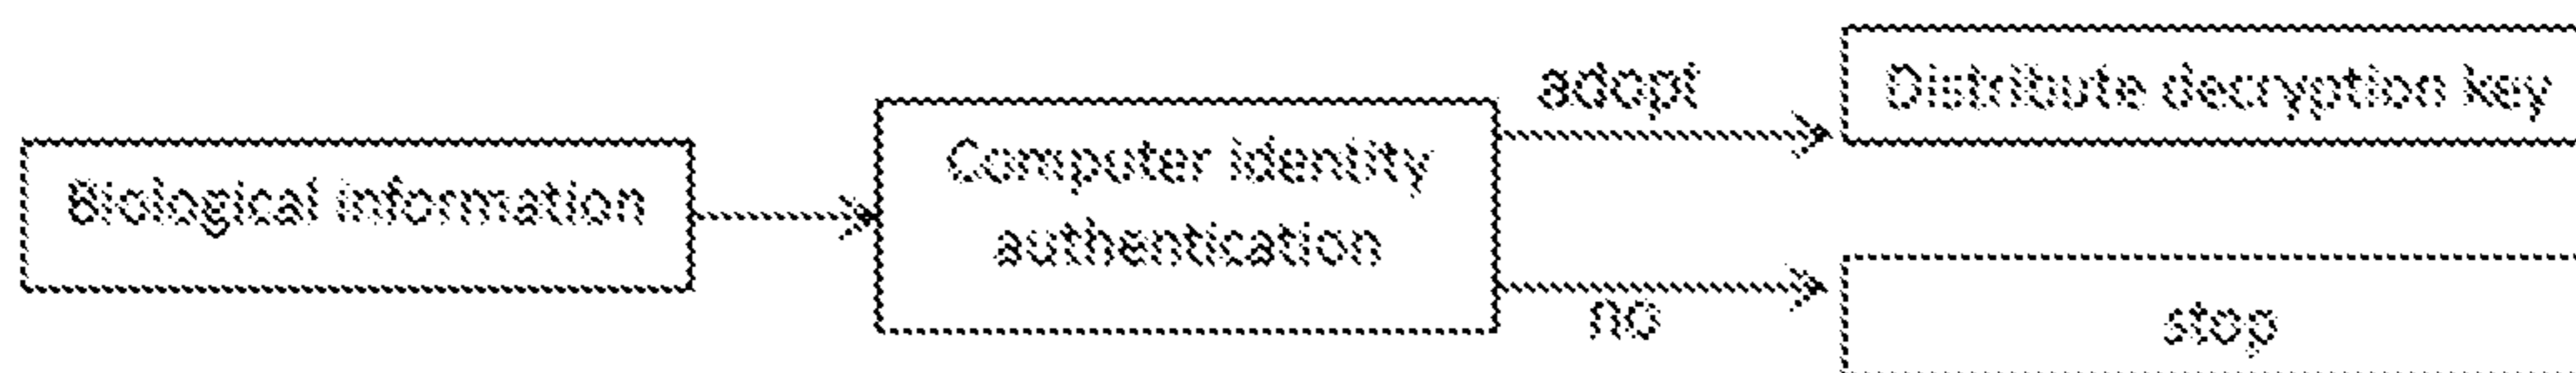 Biological information
Computer identity
authentication
adopt
Distribute decryption key
no
stop